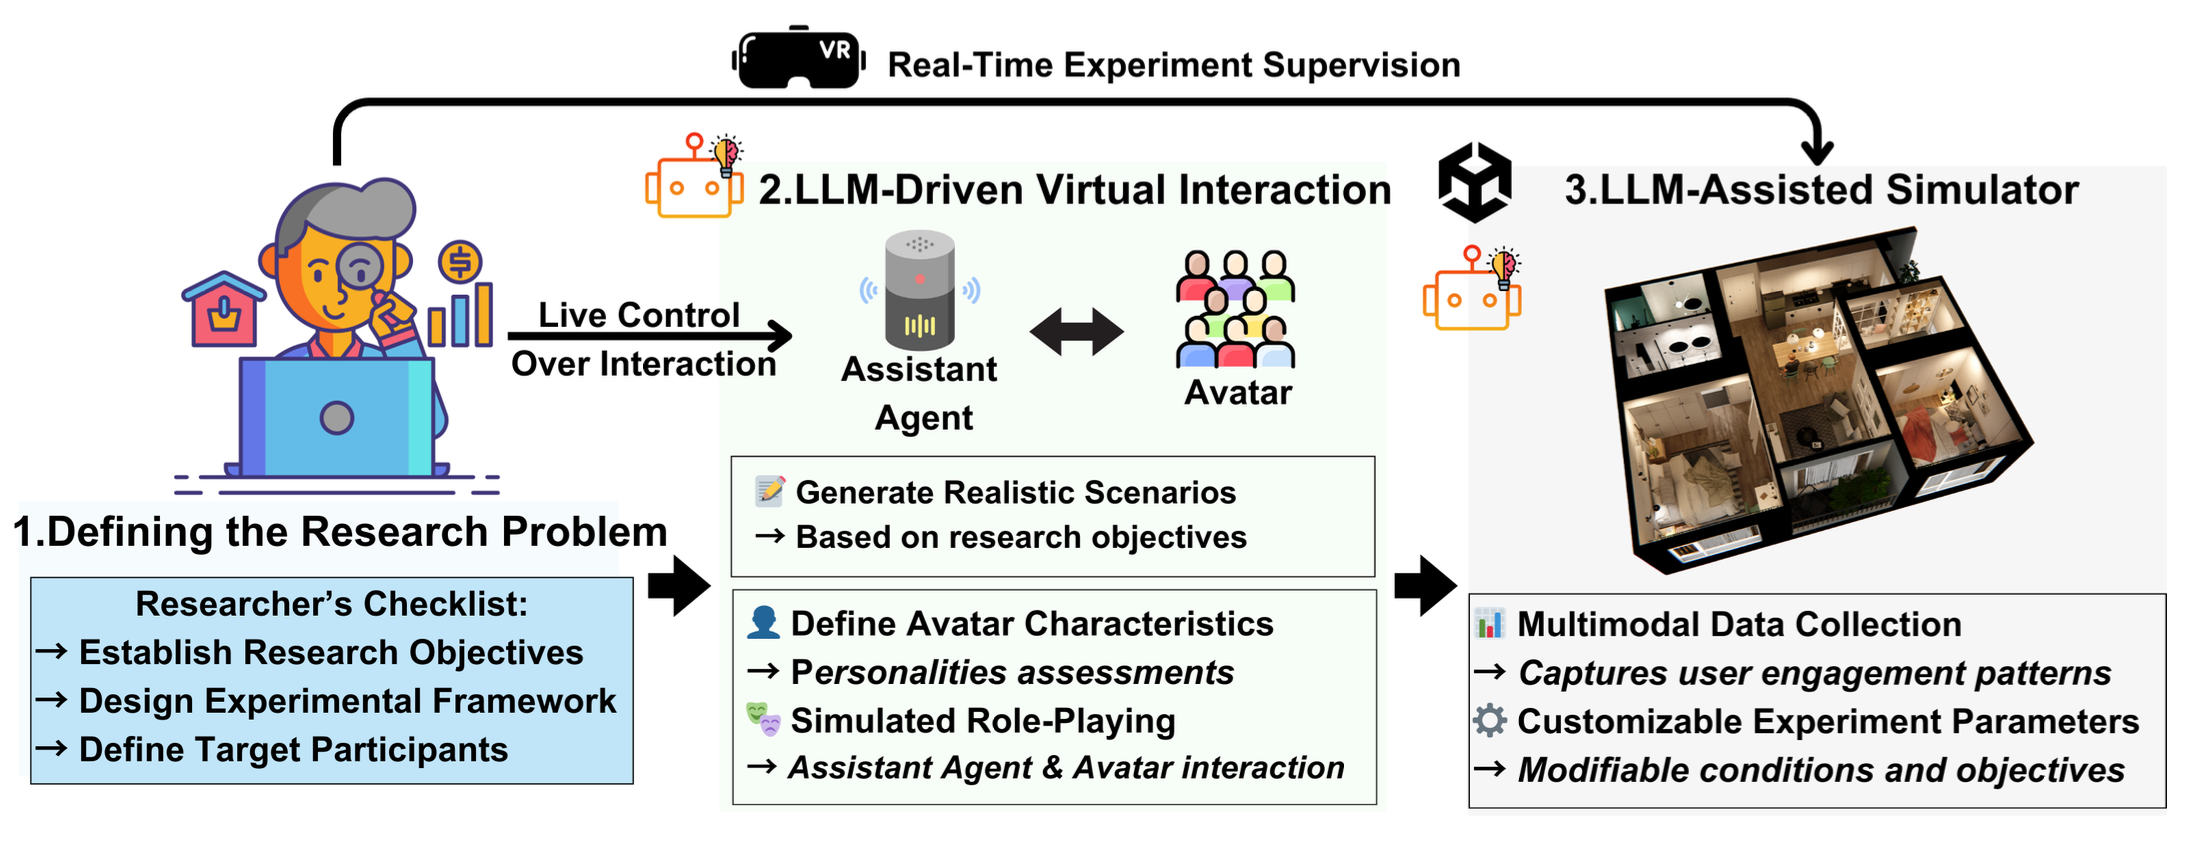 VR
Real-Time Experiment Supervision
Live Control
Over Interaction
1.Defining the Research Problem
Researcher’s Checklist:
→ Establish Research Objectives
→ Design Experimental Framework
→ Define Target Participants
2.LLM-Driven Virtual Interaction
Assistant
Agent
Avatar
Generate Realistic Scenarios
→ Based on research objectives
Define Avatar Characteristics
→ Personalities assessments
Simulated Role-Playing
→ Assistant Agent & Avatar interaction
3.LLM-Assisted Simulator
Multimodal Data Collection
→ Captures user engagement patterns
Customizable Experiment Parameters
→ Modifiable conditions and objectives